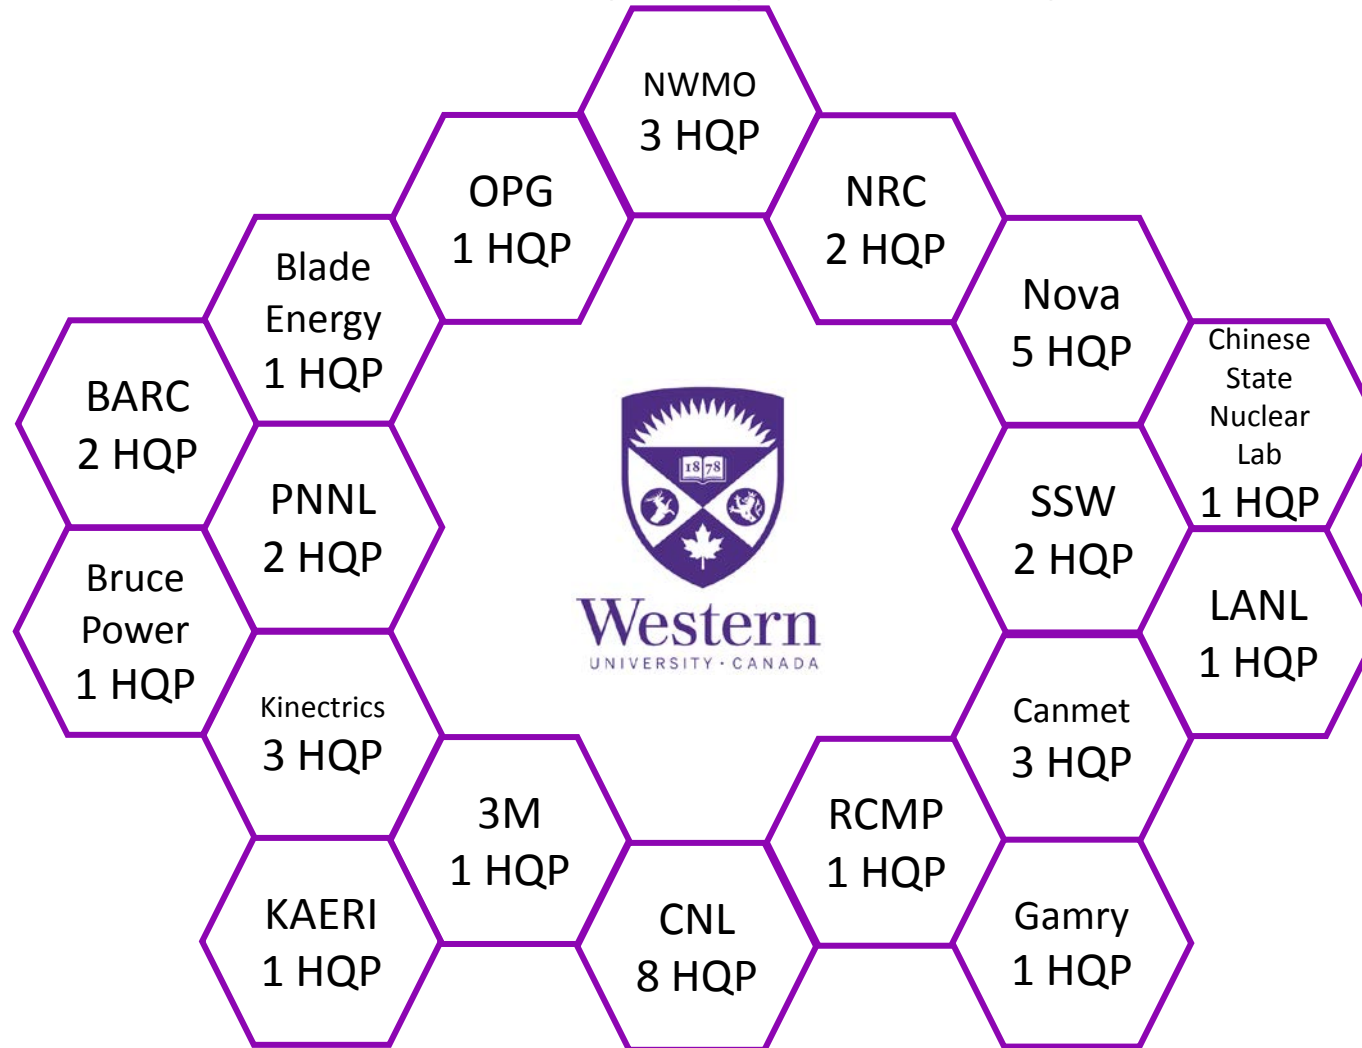 NWMO
3 HQP
OPG
1 HQP
NRC
2 HQP
Blade
Energy
1 HQP
Nova
5 HQP
BARC
2 HQP
Chinese
State
Nuclear
Lab
1 HQP
PNNL
2 HQP
SSW
2 HQP
1878
Western
UNIVERSITY · CANADA
Bruce
Power
1 HQP
LANL
1 HQP
Kinectrics
3 HQP
Canmet
3 HQP
3M
1 HQP
RCMP
1 HQP
KAERI
1 HQP
CNL
8 HQP
Gamry
1 HQP